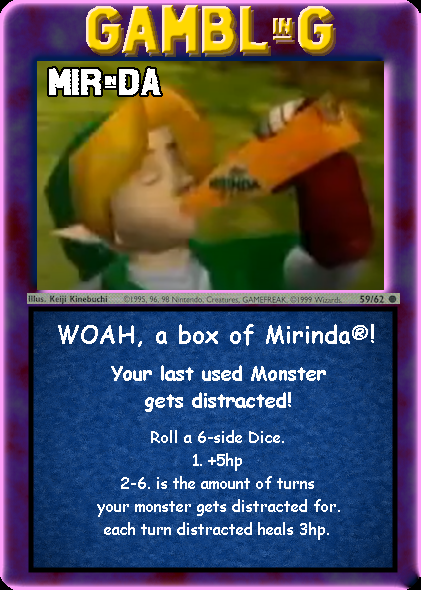 GAMBLING
MIRINDA
MIRINDA
Illus. Keiji Kinebuchi ©1995, 96, 98 Nintendo, Creatures, GAMEFREAK. ©1999 Wizards. 59/62 ●
WOAH, a box of Mirinda®!
Your last used Monster
gets distracted!
Roll a 6-side Dice.
1. +5hp
2-6. is the amount of turns
your monster gets distracted for.
each turn distracted heals 3hp.